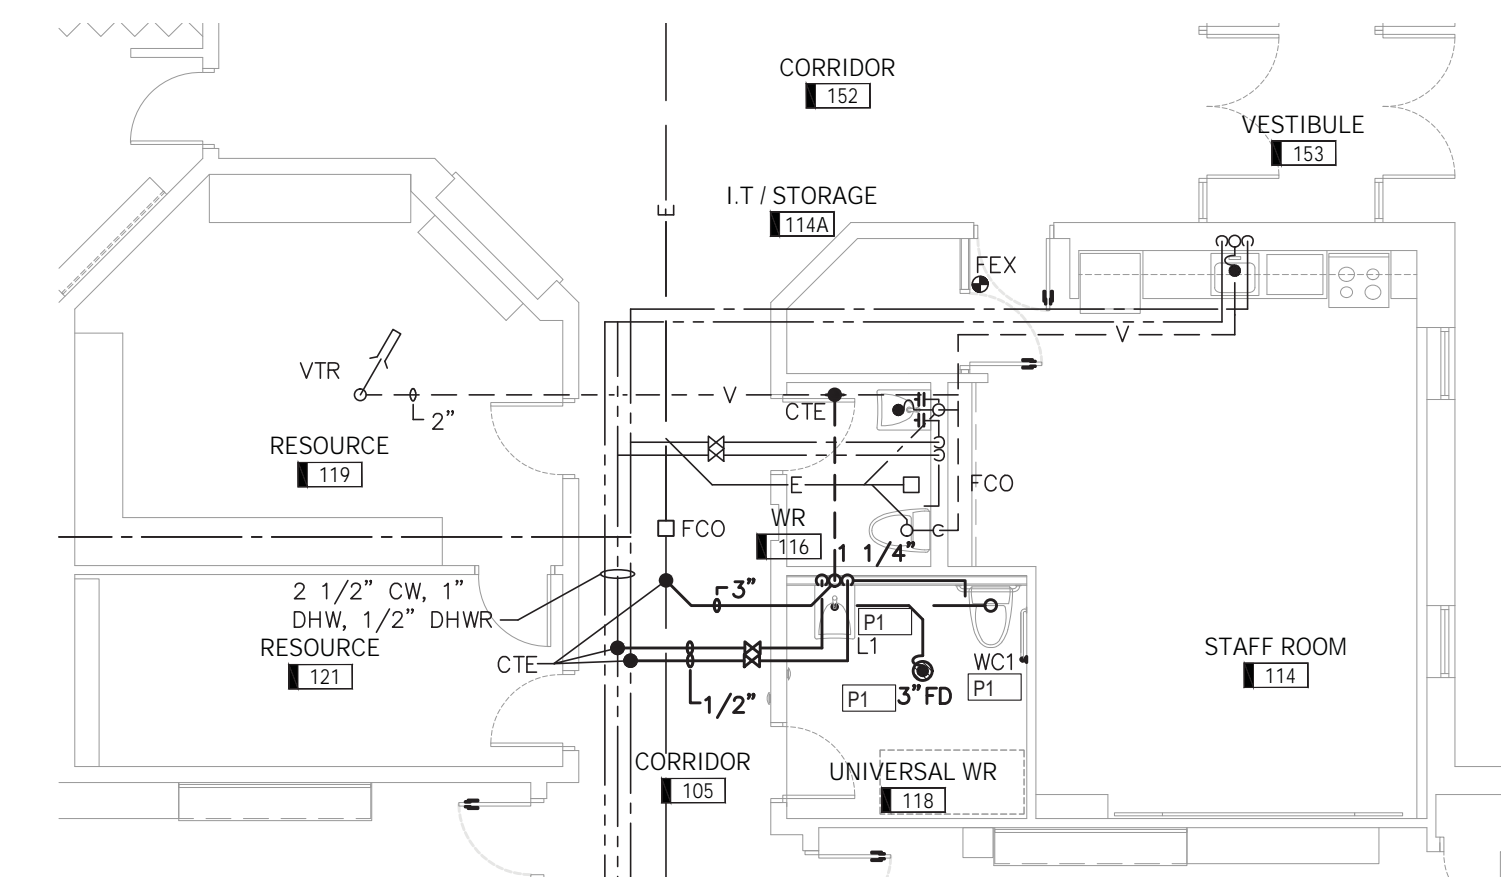 CORRIDOR
152
VESTIBULE
153
I.T / STORAGE
114A
E
FEX
V
VTR
V
2”
CTE
RESOURCE
119
E
FCO
FCO
WR
116
1 1/4”
3”
2 1/2” CW, 1”
DHW, 1/2” DHWR
P1
L1
RESOURCE
121
CTE
WC1
P1
STAFF ROOM
114
P1
3”FD
1/2”
CORRIDOR
105
UNIVERSAL WR
118